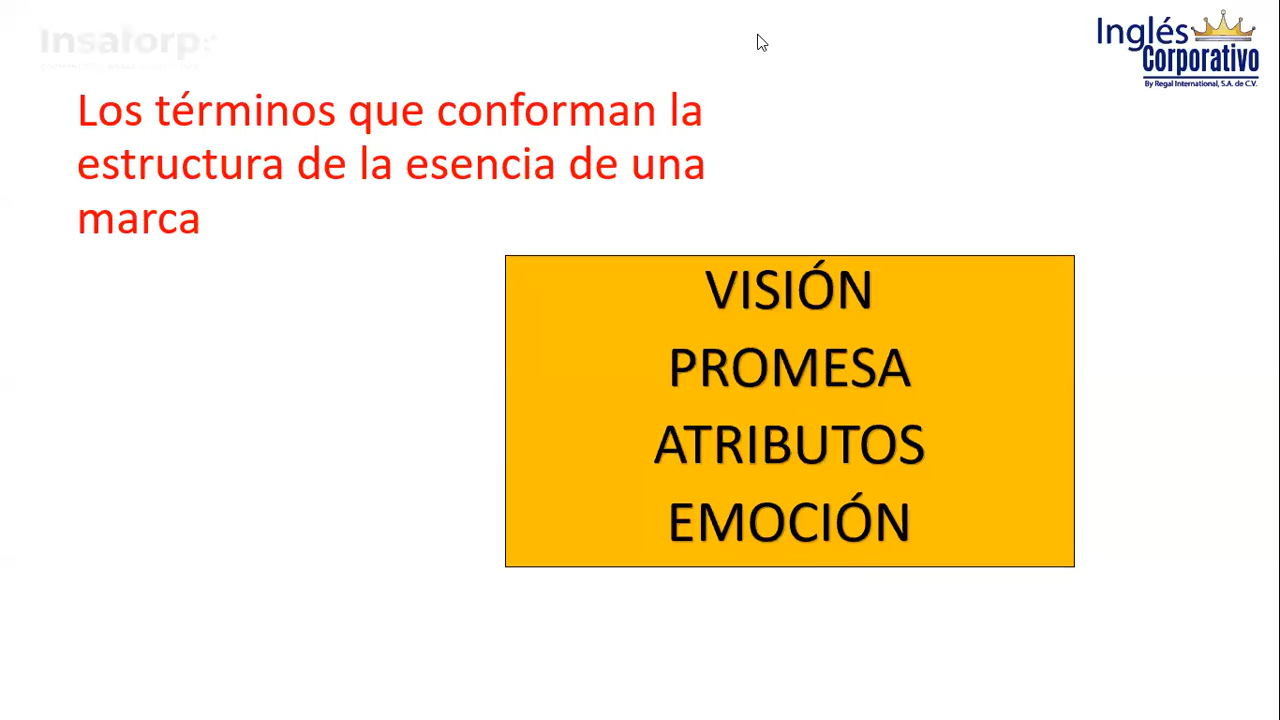 Insaforp
Inglés
Corporativo
By Regal International, S.A. de C.V.
Los términos que conforman la
estructura de la esencia de una
marca
VISIÓN
PROMESA
ATRIBUTOS
EMOCIÓN